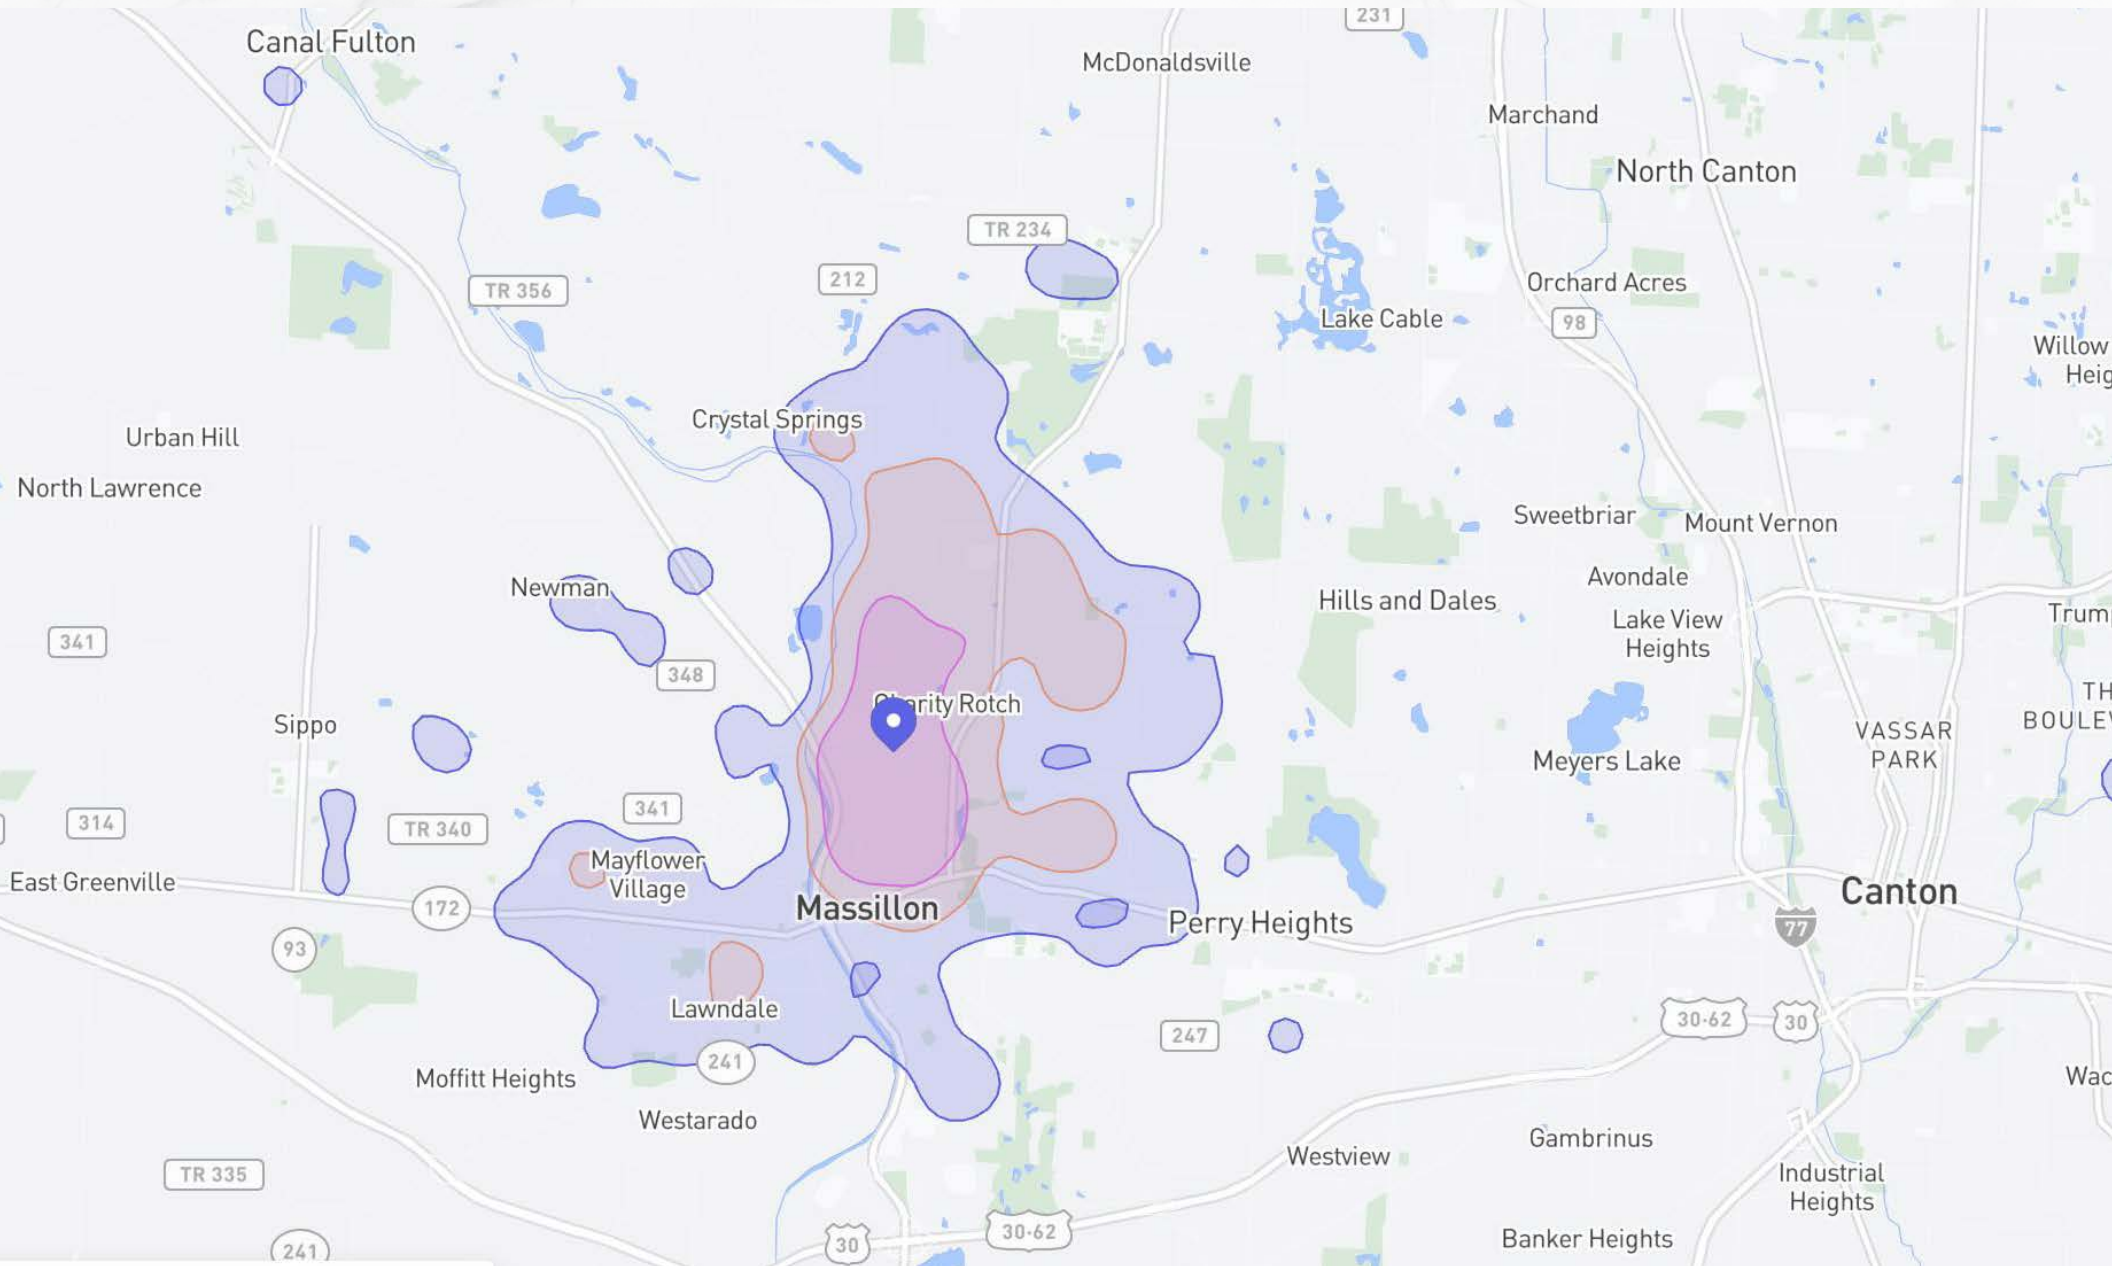 231
Canal Fulton
McDonaldsville
Marchand
North Canton
TR 234
TR 356
212
Orchard Acres
Lake Cable
98
Willow
Heig
Crystal Springs
Urban Hill
North Lawrence
Sweetbriar
Mount Vernon
Newman
Avondale
Hills and Dales
Lake View
Heights
Trum
341
348
Charity Rotch
TH
BOULEV
Sippo
VASSAR
PARK
Meyers Lake
341
314
TR 340
Mayflower
Village
East Greenville
172
Massillon
Canton
Perry Heights
77
93
Lawndale
30-62
30
247
241
Moffitt Heights
Wac
Westarado
Gambrinus
Westview
TR 335
Industrial
Heights
30-62
30
241
Banker Heights